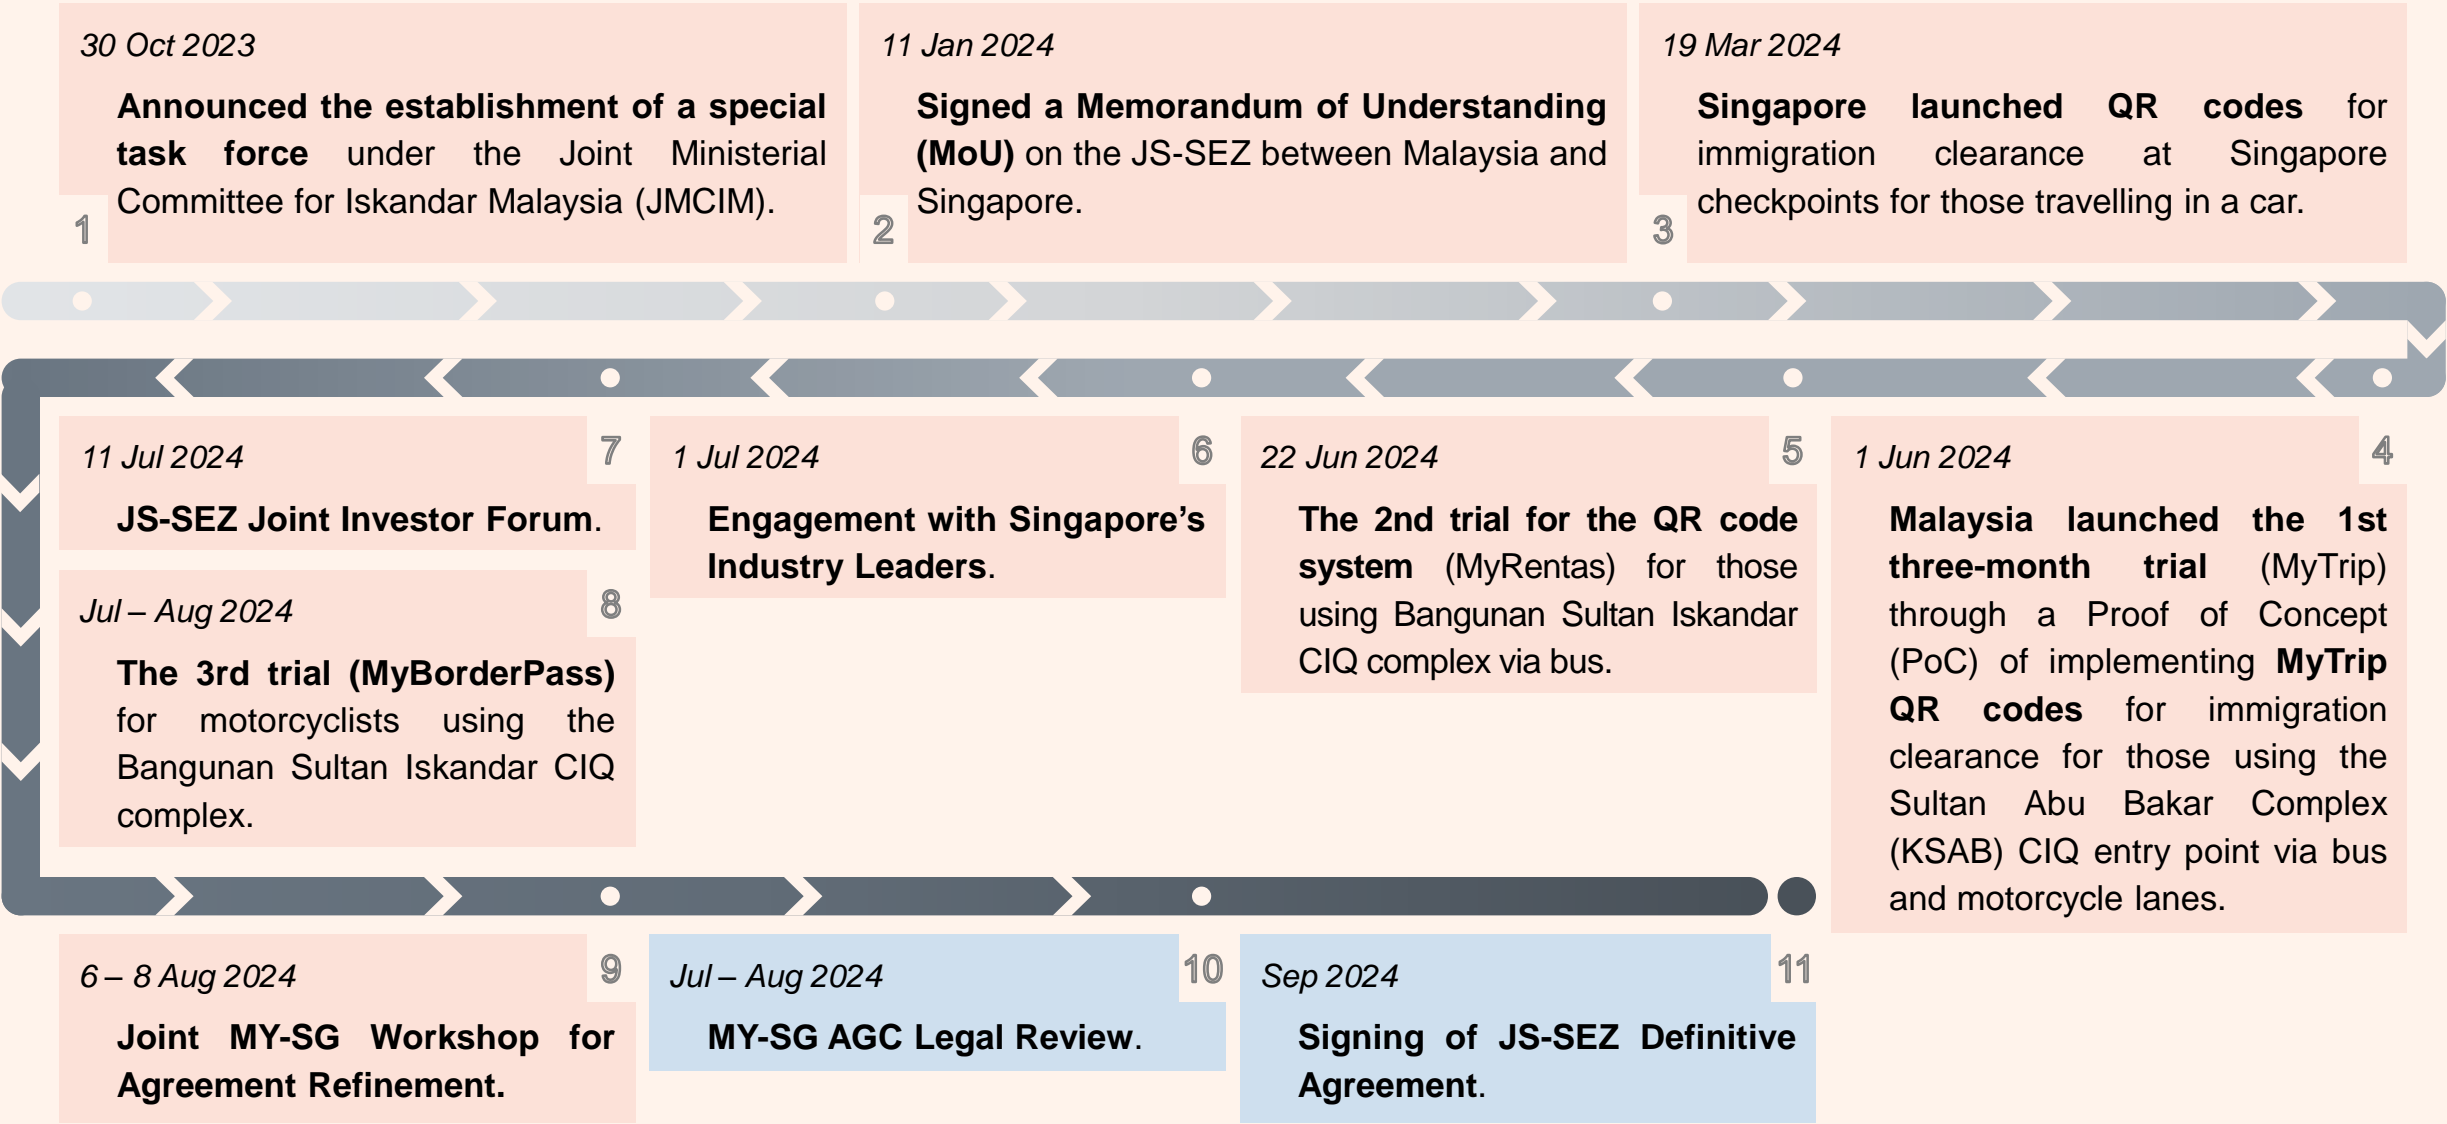 30 Oct 2023
Announced the establishment of a special
task force under the Joint Ministerial
Committee for Iskandar Malaysia (JMCIM).
1
11 Jan 2024
Signed a Memorandum of Understanding
(MoU) on the JS-SEZ between Malaysia and
Singapore.
2
19 Mar 2024
Singapore launched QR codes for
immigration clearance at Singapore
checkpoints for those travelling in a car.
3
4
1 Jun 2024
Malaysia launched the 1st
three-month trial (MyTrip)
through a Proof of Concept
(PoC) of implementing MyTrip
QR codes for immigration
clearance for those using the
Sultan Abu Bakar Complex
(KSAB) CIQ entry point via bus
and motorcycle lanes.
5
22 Jun 2024
The 2nd trial for the QR code
system (MyRentas) for those
using Bangunan Sultan Iskandar
CIQ complex via bus.
6
1 Jul 2024
Engagement with Singapore’s
Industry Leaders.
7
11 Jul 2024
JS-SEZ Joint Investor Forum.
8
Jul – Aug 2024
The 3rd trial (MyBorderPass)
for motorcyclists using the
Bangunan Sultan Iskandar CIQ
complex.
9
6 – 8 Aug 2024
Joint MY-SG Workshop for
Agreement Refinement.
10
Jul – Aug 2024
MY-SG AGC Legal Review.
11
Sep 2024
Signing of JS-SEZ Definitive
Agreement.